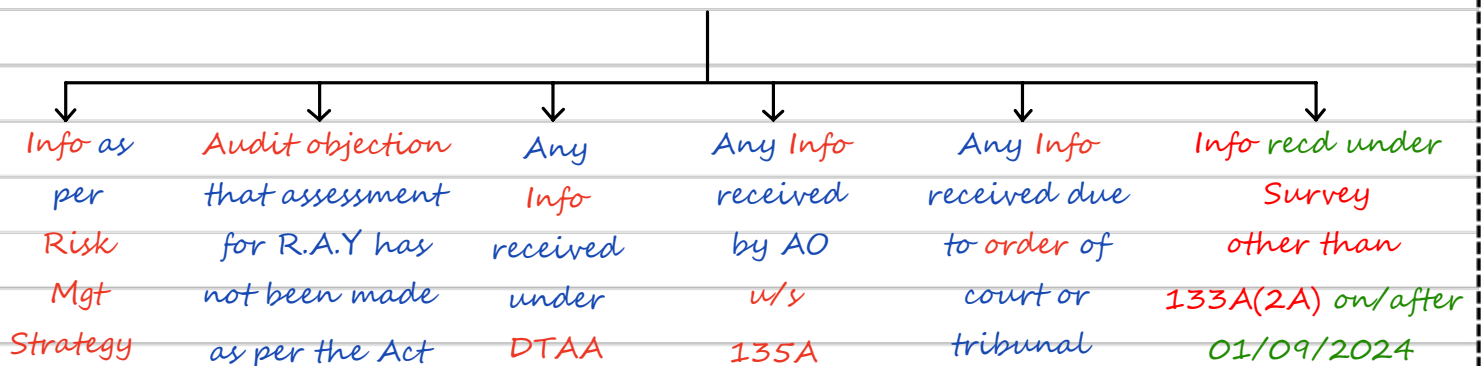 Info as
per
Risk
Mgt
Strategy
Audit objection
that assessment
for R.A.Y has
not been made
as per the Act
Any
Info
received
under
DTAA
Any Info
received
by AO
u/s
135A
Any Info
received due
to order of
court or
tribunal
Info recd under
Survey
other than
133A(2A) on/after
01/09/2024